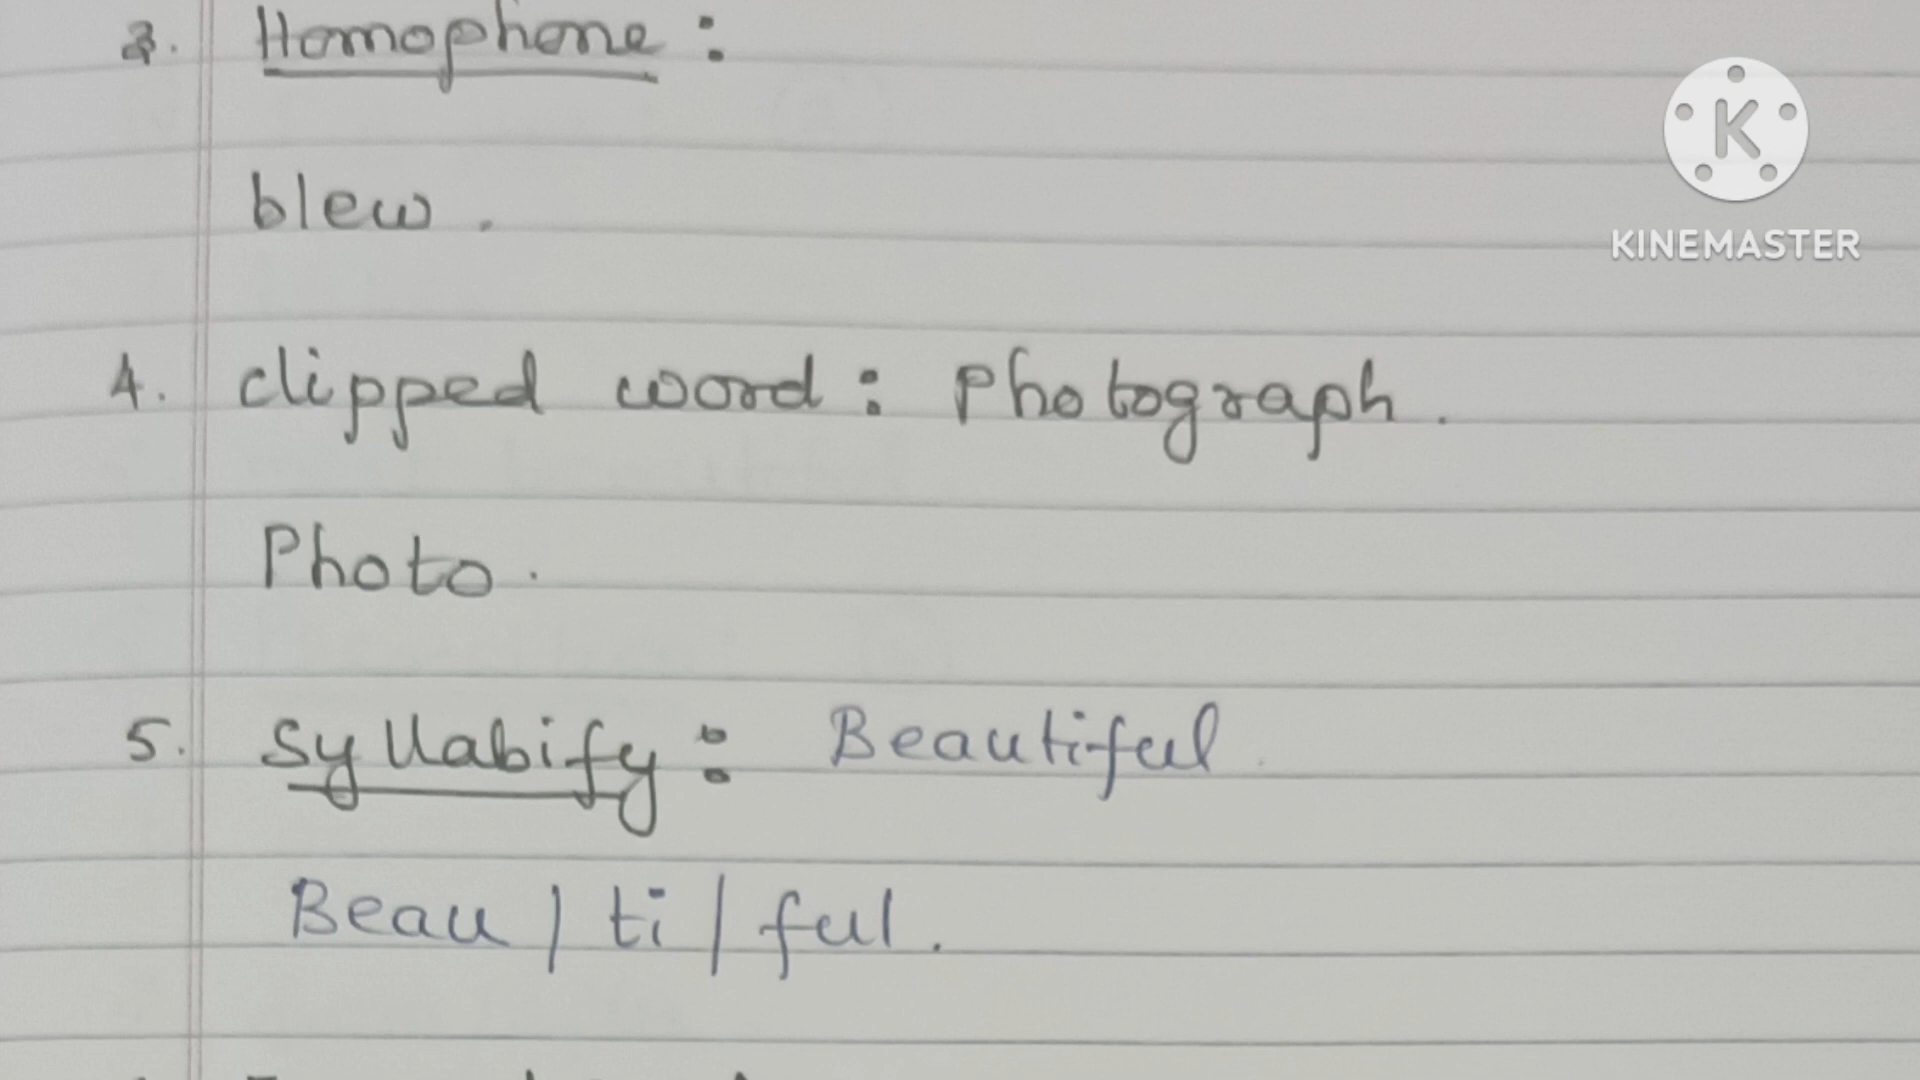 3. Homophone :
KINEMASTER
blew.
4. clipped word : Photograph.
Photo.
5. Syllabify : Beautiful.
Beau / ti / ful.